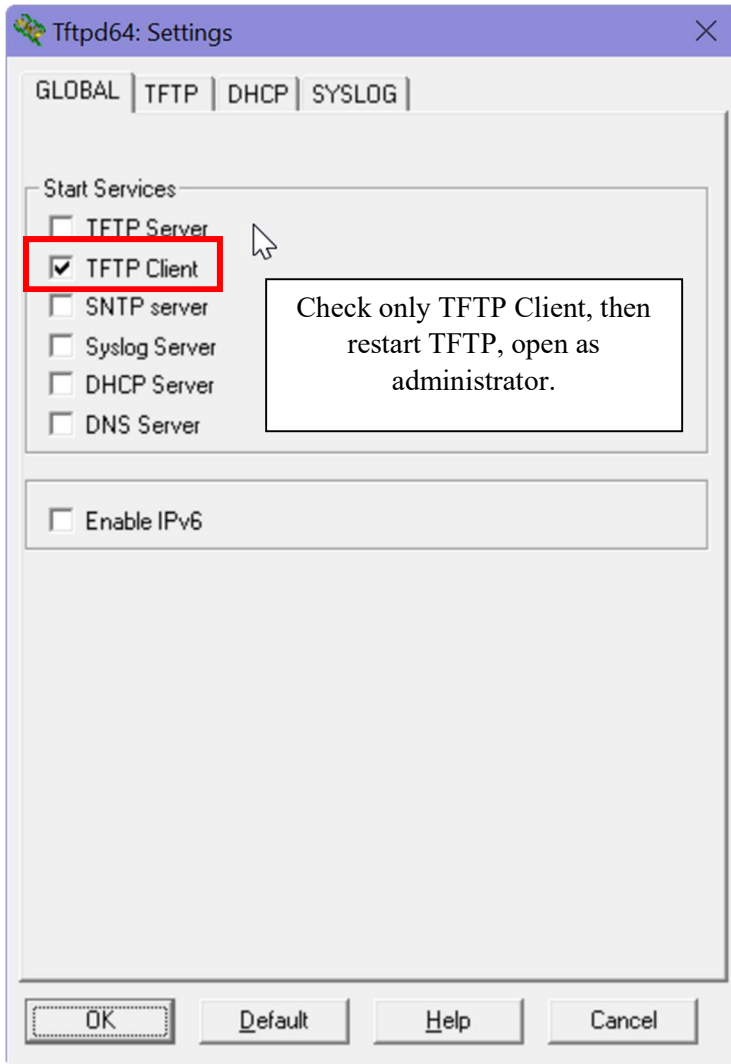 Tftpd64: Settings
GLOBAL TFTP DHCP SYSLOG
Start Services
TFTP Server
TFTP Client
SNTP server
Syslog Server
DHCP Server
DNS Server
Check only TFTP Client, then
restart TFTP, open as
administrator.
Enable IPv6
OK Default Help Cancel